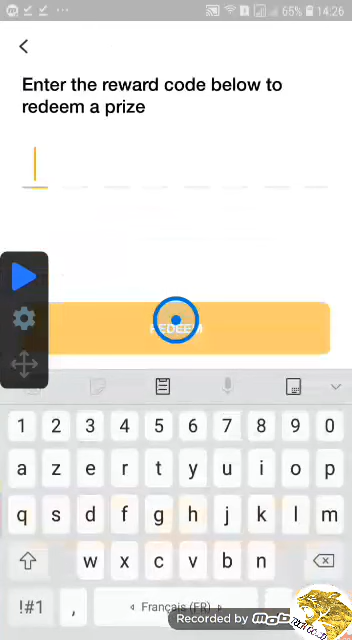 65% 14:26
Enter the reward code below to
redeem a prize
REDEEM
1 2 3 4 5 6 7 8 9 0
a z e r t y u i o p
q s d f g h j k l m
w x c v b n
!#1 , Français (FR)
Recorded by